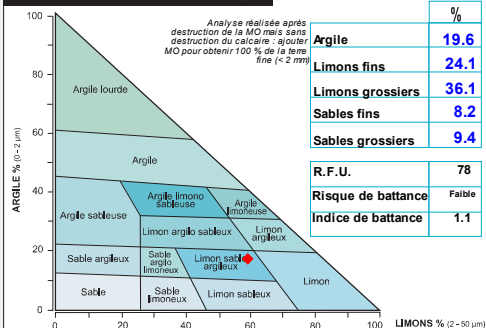 Analyse réalisée après
destruction de la MO mais sans
destruction du calcaire : ajouter
MO pour obtenir 100 % de la terre
fine (< 2 mm)
%
Argile 19.6
Limons fins 24.1
Limons grossiers 36.1
Sables fins 8.2
Sables grossiers 9.4
R.F.U. 78
Risque de battance Faible
Indice de battance 1.1
ARGILE % (0 - 2 µm)
100
80
60
40
20
0
Argile lourde
Argile
Argile sableuse
Argile limono
sableuse
Argile
limoneuse
Limon argilo sableux
Limon
argileux
Sable argileux
Sable
argilo
limoneux
Limon sablo
argileux
Limon
Sable
Sable
limoneux
Limon sableux
0 20 40 60 80 100
LIMONS % (2 - 50 µm)